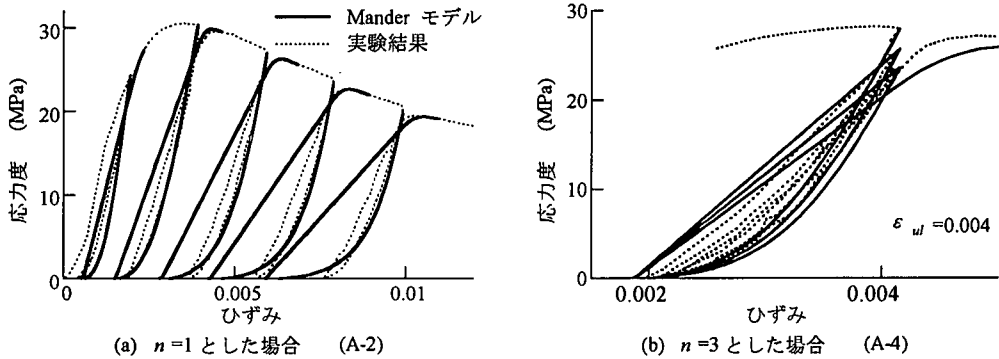 Mander モデル
実験結果
応力度 (MPa)
30
20
10
0
0
0.005
0.01
ひずみ
(a) n =1 とした場合 (A-2)
応力度 (MPa)
30
20
10
0
0.002
0.004
ε ul =0.004
ひずみ
(b) n =3 とした場合 (A-4)